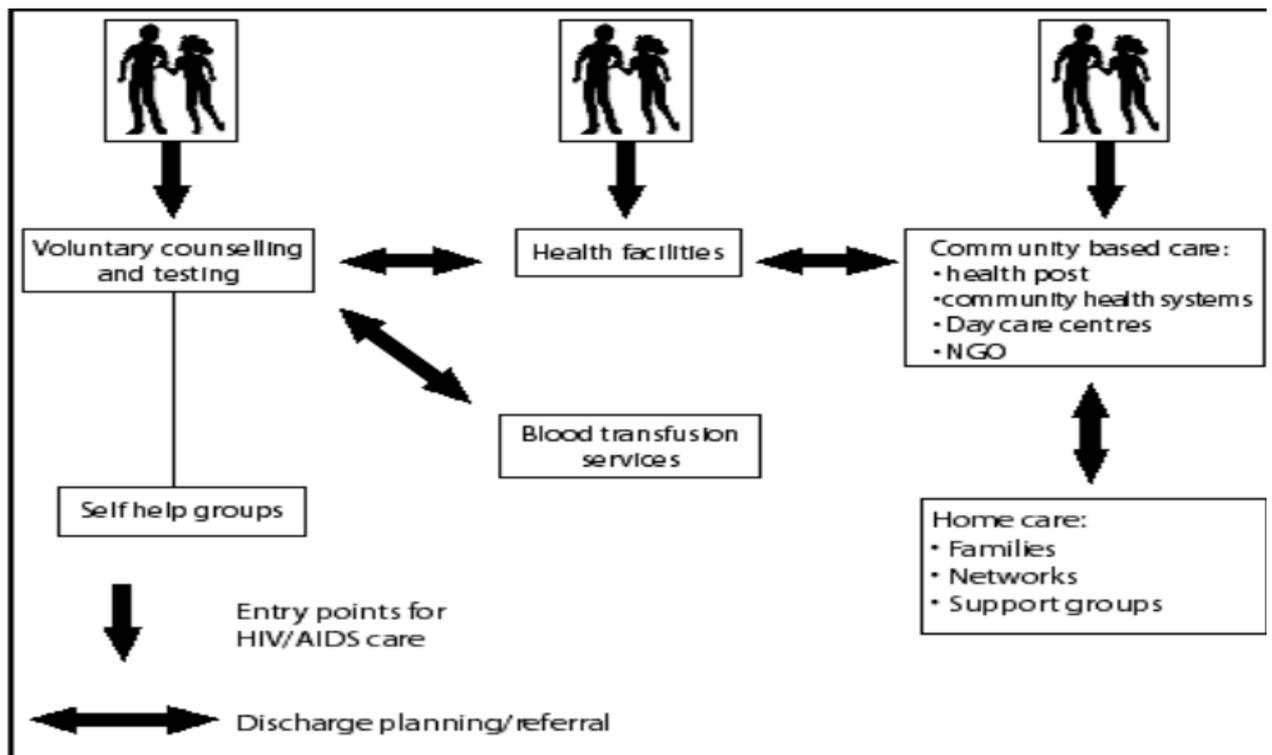 Voluntary counselling
and testing
Health facilities
Community based care:
• health post
•community health systems
• Day care centres
• NGO
Blood transfusion
services
Self help groups
Home care:
• Families
• Networks
• Support groups
Entry points for
HIV/AIDS care
Discharge planning/referral